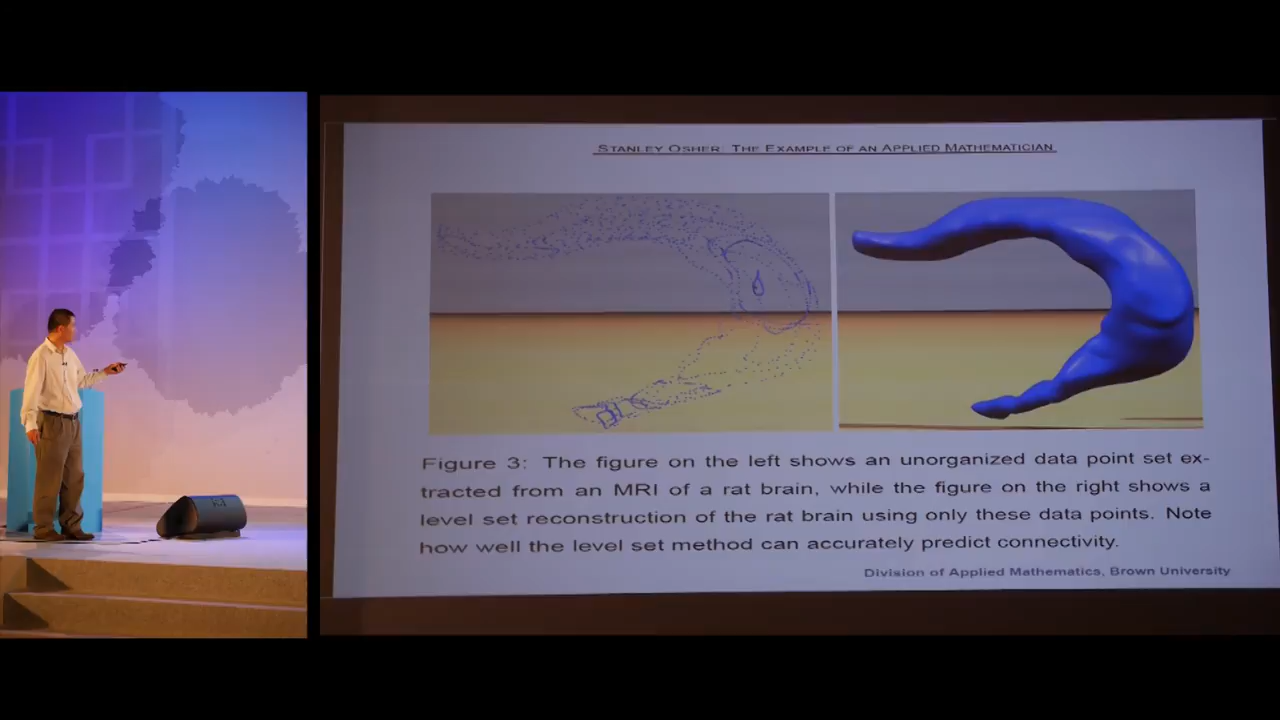 STANLEY OSHER: THE EXAMPLE OF AN APPLIED MATHEMATICIAN
Figure 3: The figure on the left shows an unorganized data point set ex-
tracted from an MRI of a rat brain, while the figure on the right shows a
level set reconstruction of the rat brain using only these data points. Note
how well the level set method can accurately predict connectivity.
Division of Applied Mathematics, Brown University